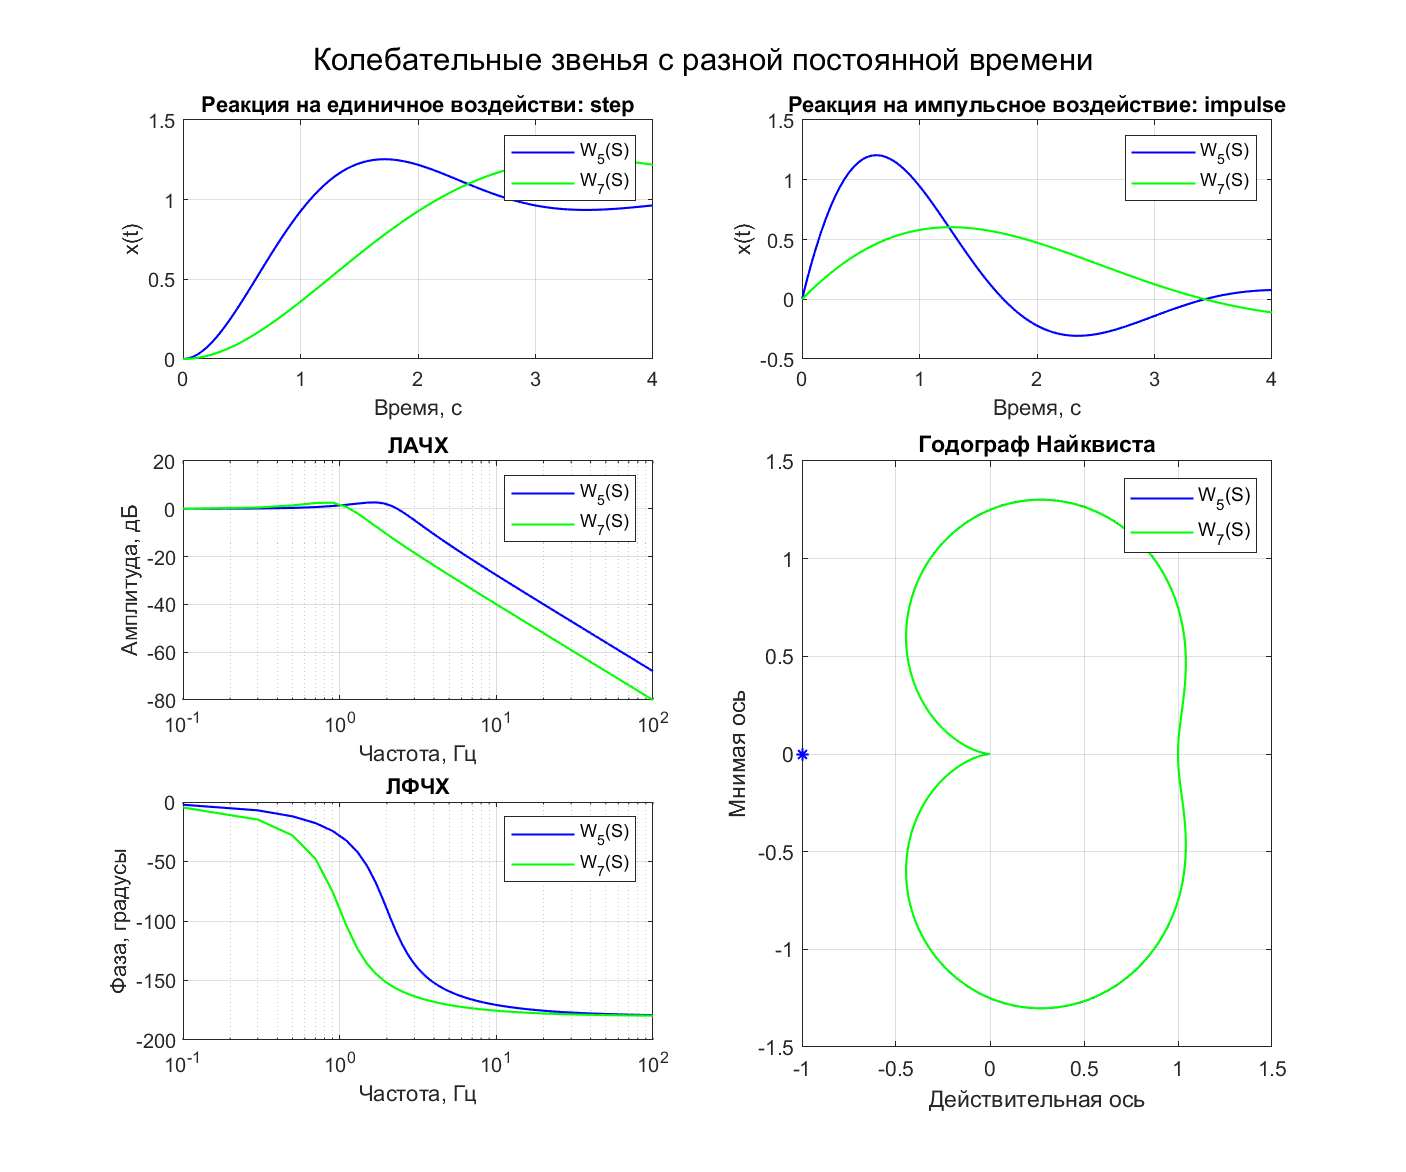 Колебательные звенья с разной постоянной времени
Реакция на единичное воздействи: step
1.5
1
0.5
0
x(t)
W5(S)
W7(S)
0 1 2 3 4
Время, с
Реакция на импульсное воздействие: impulse
1.5
1
0.5
0
-0.5
x(t)
W5(S)
W7(S)
0 1 2 3 4
Время, с
ЛАЧХ
20
0
-20
-40
-60
-80
Амплитуда, дБ
W5(S)
W7(S)
10-1 100 101 102
Частота, Гц
Годограф Найквиста
1.5
1
0.5
0
-0.5
-1
-1.5
Мнимая ось
W5(S)
W7(S)
-1 -0.5 0 0.5 1 1.5
Действительная ось
ЛФЧХ
0
-50
-100
-150
-200
Фаза, градусы
W5(S)
W7(S)
10-1 100 101 102
Частота, Гц